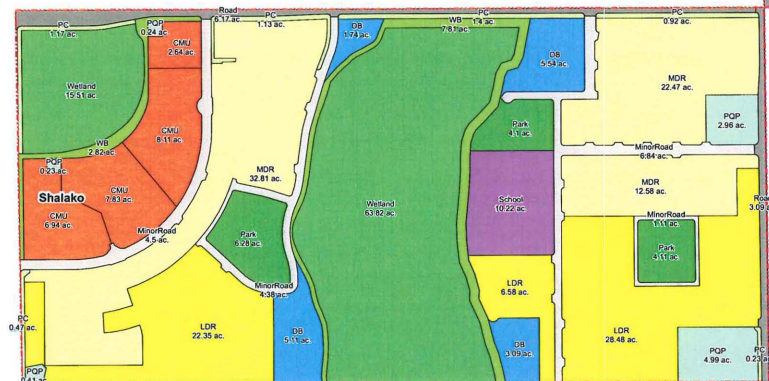 Road
6.17 ac.
PC
1.13 ac.
PC
1.17 ac.
PQP
0.24 ac.
CMU
2.64 ac.
DB
1.74 ac.
PC
1.4 ac.
WB
7.81 ac.
DB
5.54 ac.
PC
0.92 ac.
MDR
22.47 ac.
PQP
2.96 ac.
Wetland
15.51 ac.
CMU
8.11 ac.
WB
2.82 ac.
Park
4.1 ac.
MinorRoad
6.84 ac.
PQP
0.23 ac.
Shalako
CMU
7.83 ac.
CMU
6.94 ac.
MDR
32.81 ac.
Wetland
63.82 ac.
School
10.22 ac.
MDR
12.58 ac.
Road
3.09 ac.
MinorRoad
4.5 ac.
Park
6.28 ac.
MinorRoad
1.11 ac.
Park
4.11 ac.
MinorRoad
4.38 ac.
LDR
6.58 ac.
PC
0.47 ac.
LDR
22.35 ac.
DB
5.11 ac.
DB
3.09 ac.
LDR
28.48 ac.
PQP
4.99 ac.
PC
0.23 ac.
PQP
0.41 ac.